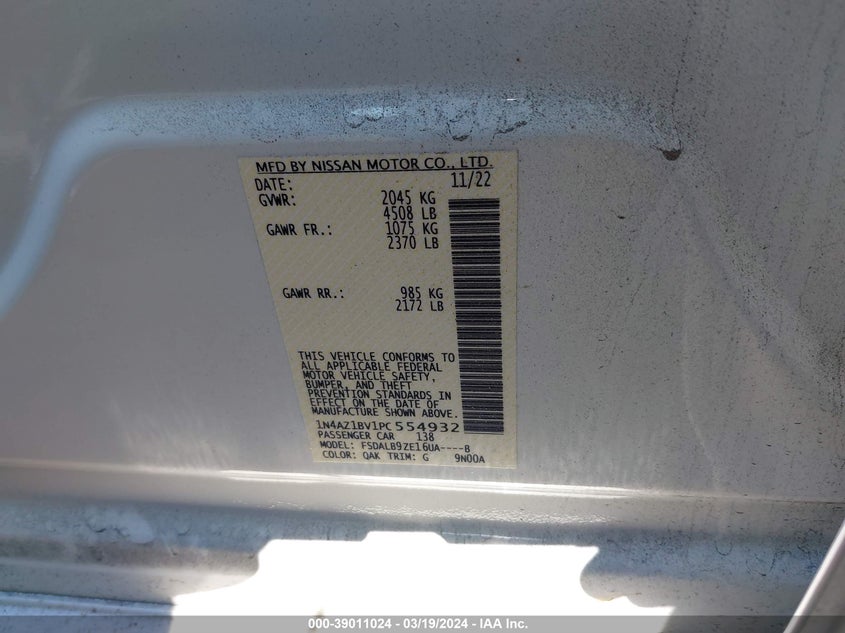 MFD BY NISSAN MOTOR CO., LTD.
DATE: 11/22
GVWR: 2045 KG
4508 LB
GAWR FR.: 1075 KG
2370 LB
GAWR RR.: 985 KG
2172 LB
THIS VEHICLE CONFORMS TO
ALL APPLICABLE FEDERAL
MOTOR VEHICLE SAFETY,
BUMPER, AND THEFT
PREVENTION STANDARDS IN
EFFECT ON THE DATE OF
MANUFACTURE SHOWN ABOVE.
1N4AZ1BV1PC554932
PASSENGER CAR 138
MODEL: FSDALB9ZE16UA----B
COLOR: QAK TRIM: G 9N00A
000-39011024 — 03/19/2024 — IAA Inc.